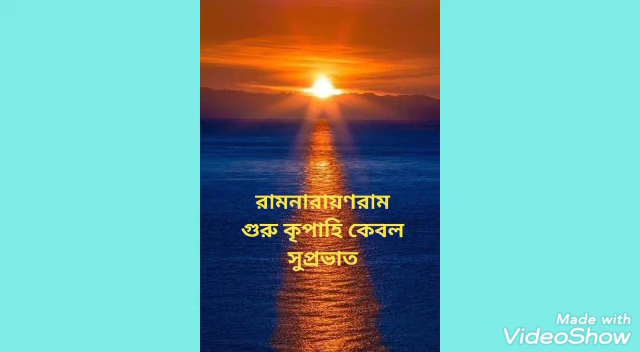 রামনারায়ণরাম
গুরু কৃপাহি কেবল
সুপ্রভাত
Made with
VideoShow